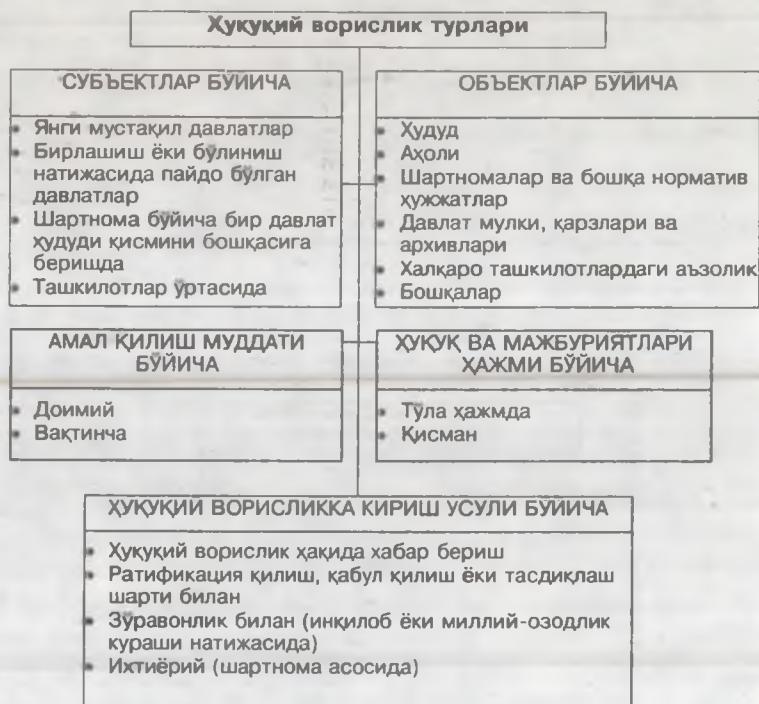 Ҳуқуқий ворислик турлари
СУБЪЕКТЛАР БЎЙИЧА
• Янги мустақил давлатлар
• Бирлашиш ёки бўлиниш
натижасида пайдо бўлган
давлатлар
• Шартнома бўйича бир давлат
ҳудуди қисмини бошқасига
беришда
• Ташкилотлар ўртасида
ОБЪЕКТЛАР БЎЙИЧА
• Ҳудуд
• Аҳоли
• Шартномалар ва бошқа норматив
ҳужжатлар
• Давлат мулки, қарзлари ва
архивлари
• Халқаро ташкилотлардаги аъзолик
• Бошқалар
АМАЛ ҚИЛИШ МУДДАТИ
БЎЙИЧА
• Доимий
• Вақтинча
ҲУҚУҚ ВА МАЖБУРИЯТЛАРИ
ҲАЖМИ БЎЙИЧА
• Тўла ҳажмда
• Қисман
ҲУҚУҚИЙ ВОРИСЛИККА КИРИШ УСУЛИ БЎЙИЧА
• Ҳуқуқий ворислик ҳақида хабар бериш
• Ратификация қилиш, қабул қилиш ёки тасдиқлаш
шарти билан
• Зўравонлик билан (инқилоб ёки миллий-озодлик
кураши натижасида)
• Ихтиёрий (шартнома асосида)